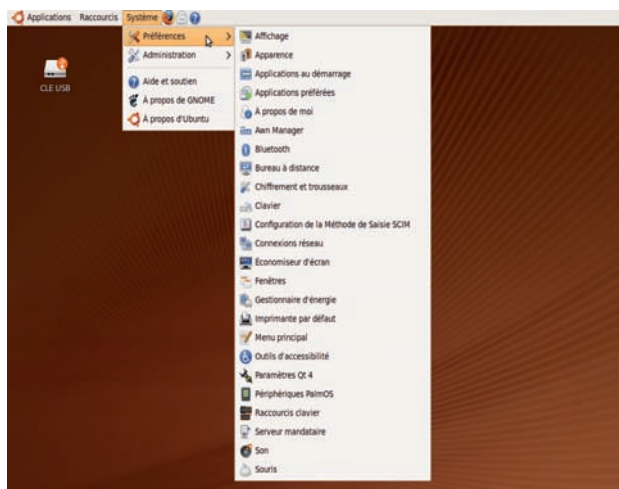 Applications Raccourcis Système
Préférences
Administration
Aide et soutien
À propos de GNOME
À propos d'Ubuntu
CLE USB
Affichage
Apparence
Applications au démarrage
Applications préférées
À propos de moi
Awn Manager
Bluetooth
Bureau à distance
Chiffrement et trousseaux
Clavier
Configuration de la Méthode de Saisie SCIM
Connexions réseau
Économiseur d'écran
Fenêtres
Gestionnaire d'énergie
Imprimante par défaut
Menu principal
Outils d'accessibilité
Paramètres Qt 4
Périphériques PalmOS
Raccourcis clavier
Serveur mandataire
Son
Souris